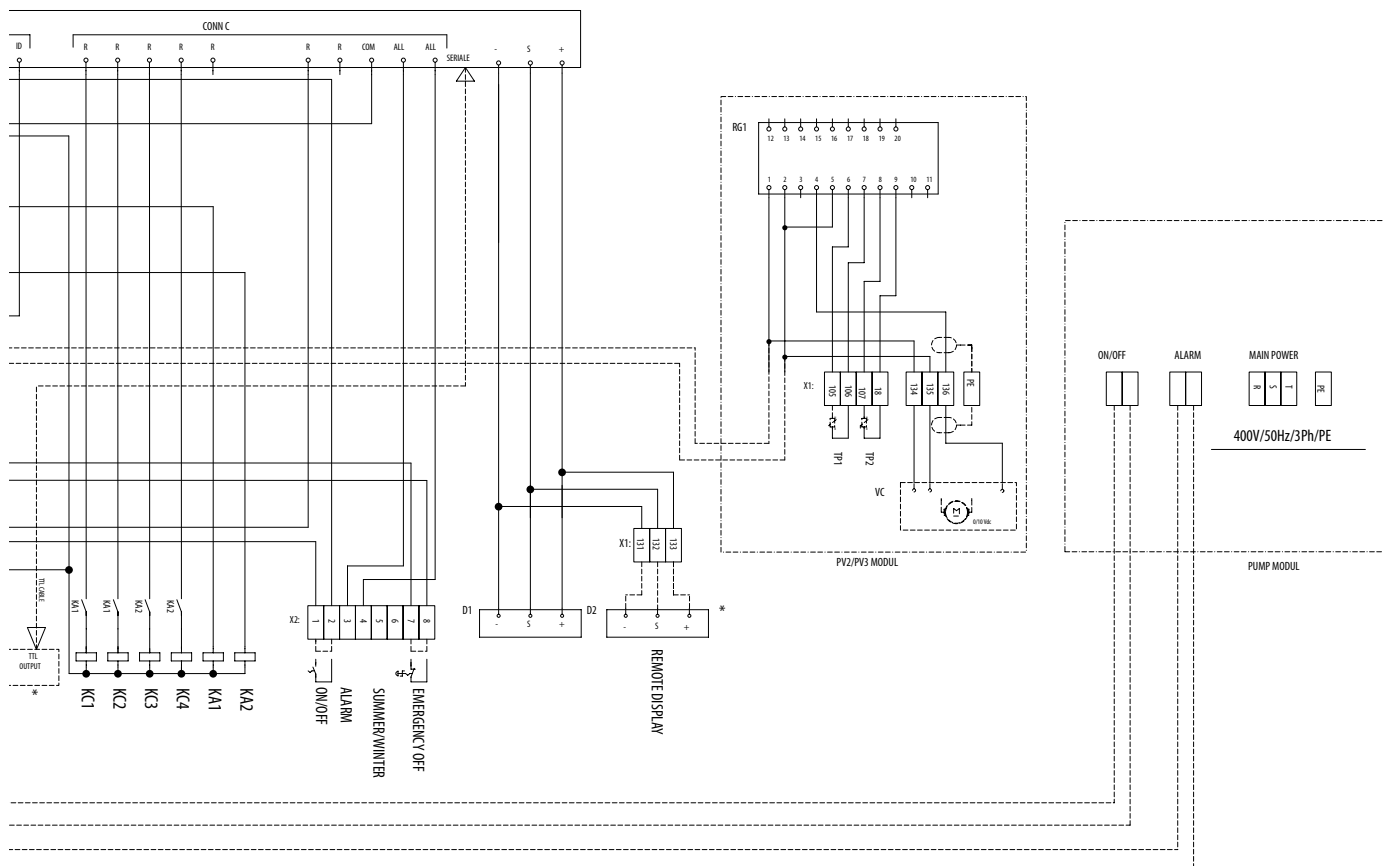 CONN C
ID R R R R R R R COM ALL ALL
SERIALE
- S +
RG1
12 13 14 15 16 17 18 19 20
1 2 3 4 5 6 7 8 9 10 11
X1: 105 106 107 18 134 135 136 PE
TP1 TP2
VC
M
0/10 Vdc
PV2/PV3 MODUL
ON/OFF ALARM MAIN POWER
R S T PE
400V/50Hz/3Ph/PE
PUMP MODUL
X1: 131 132 133
TTL CABLE
KA1 KA1 KA2 KA2
X2: 1 2 3 4 5 6 7 8
D1 - S +
D2 - S + *
TTL
OUTPUT
*
KC1 KC2 KC3 KC4 KA1 KA2
ON/OFF
ALARM
SUMMER/WINTER
EMERGENCY OFF
REMOTE DISPLAY